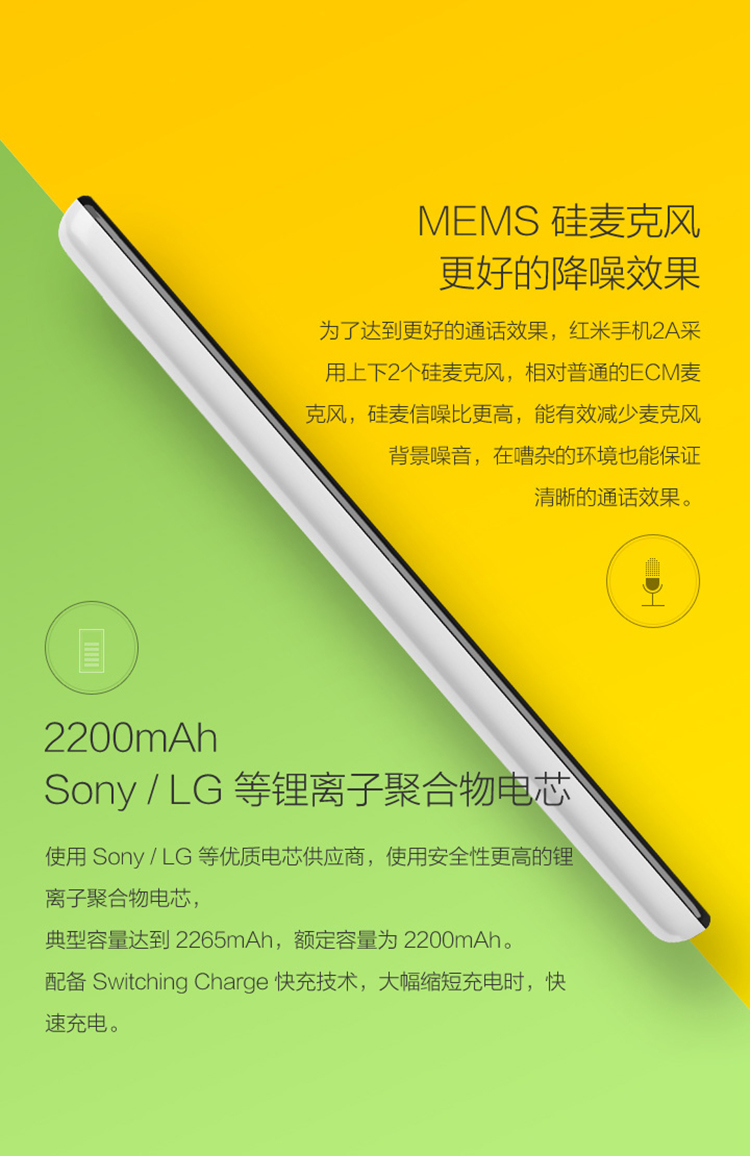 MEMS 硅麦克风
更好的降噪效果
为了达到更好的通话效果，红米手机2A采
用上下2个硅麦克风，相对普通的ECM麦
克风，硅麦信噪比更高，能有效减少麦克风
背景噪音，在嘈杂的环境也能保证
清晰的通话效果。
2200mAh
Sony / LG 等锂离子聚合物电芯
使用 Sony / LG 等优质电芯供应商，使用安全性更高的锂
离子聚合物电芯，
典型容量达到 2265mAh，额定容量为 2200mAh。
配备 Switching Charge 快充技术，大幅缩短充电时，快
速充电。